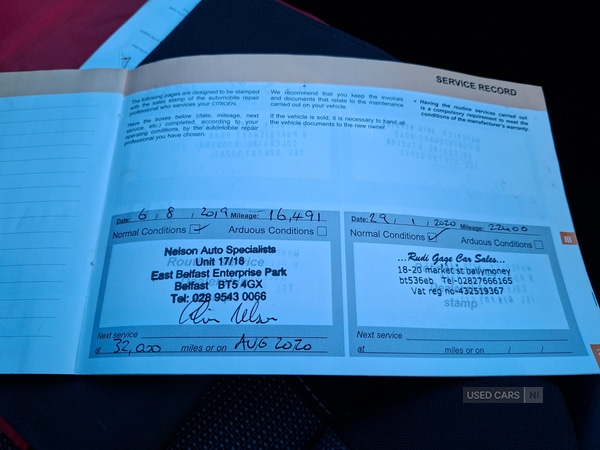 SERVICE RECORD
The following pages are designed to be stamped
with the sales stamp of the automobile repair
professional who services your CITROËN.
Have the boxes below (date, mileage, next
service, etc.) completed, according to your
operating conditions, by the automobile repair
professional you have chosen.
We recommend that you keep the invoices
and documents that relate to the maintenance
carried out on your vehicle.
If the vehicle is sold, it is necessary to hand all
the vehicle documents to the new owner.
• Having the routine services carried out
is a compulsory requirement to meet the
conditions of the manufacturer's warranty.
Date: 6 / 8 / 2019 Mileage: 16,491
Normal Conditions ✓ Arduous Conditions
Nelson Auto Specialists
Unit 17/18
East Belfast Enterprise Park
Belfast BT5 4GX
Tel: 028 9543 0066
Next service
at 32,000 miles or on AUG 2020
Date: 29 / 1 / 2020 Mileage: 22400
Normal Conditions ✓ Arduous Conditions
...Rudi Gage Car Sales...
18-20 market st ballymoney
bt536eb Tel-02827666165
Vat reg no-432519367
stamp
Next service
at miles or on / /
USED CARS NI